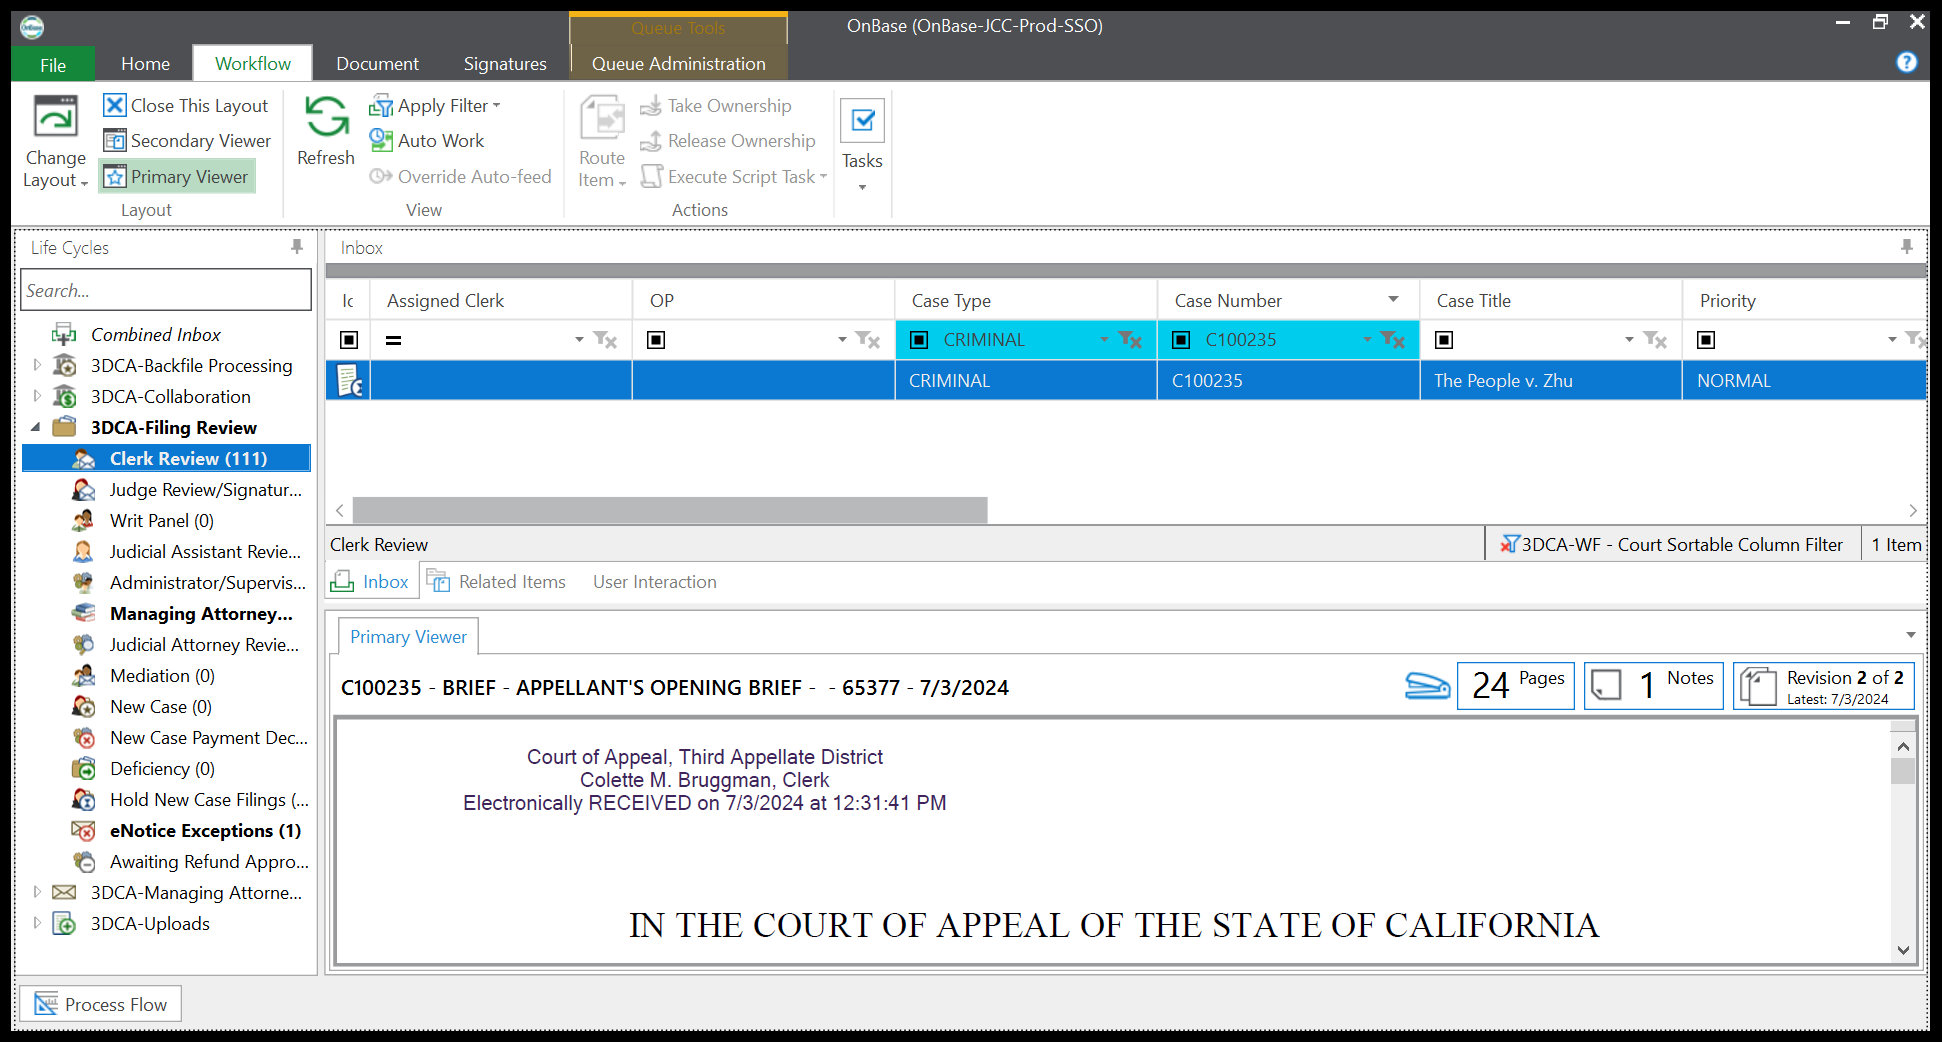 OnBase
Queue Tools
OnBase (OnBase-JCC-Prod-SSO)
File
Home
Workflow
Document
Signatures
Queue Administration
?
Change
Layout
Close This Layout
Secondary Viewer
Primary Viewer
Layout
Refresh
Apply Filter
Auto Work
Override Auto-feed
View
Route
Item
Take Ownership
Release Ownership
Execute Script Task
Actions
Tasks
Life Cycles
Search...
Combined Inbox
3DCA-Backfile Processing
3DCA-Collaboration
3DCA-Filing Review
Clerk Review (111)
Judge Review/Signatur...
Writ Panel (0)
Judicial Assistant Revie...
Administrator/Supervis...
Managing Attorney...
Judicial Attorney Revie...
Mediation (0)
New Case (0)
New Case Payment Dec...
Deficiency (0)
Hold New Case Filings (...
eNotice Exceptions (1)
Awaiting Refund Appro...
3DCA-Managing Attorne...
3DCA-Uploads
Process Flow
Inbox
Ic Assigned Clerk OP Case Type Case Number Case Title Priority
= CRIMINAL C100235
CRIMINAL C100235 The People v. Zhu NORMAL
Clerk Review
3DCA-WF - Court Sortable Column Filter
1 Item
Inbox
Related Items
User Interaction
Primary Viewer
C100235 - BRIEF - APPELLANT'S OPENING BRIEF - - 65377 - 7/3/2024
24 Pages
1 Notes
Revision 2 of 2
Latest: 7/3/2024
Court of Appeal, Third Appellate District
Colette M. Bruggman, Clerk
Electronically RECEIVED on 7/3/2024 at 12:31:41 PM
IN THE COURT OF APPEAL OF THE STATE OF CALIFORNIA